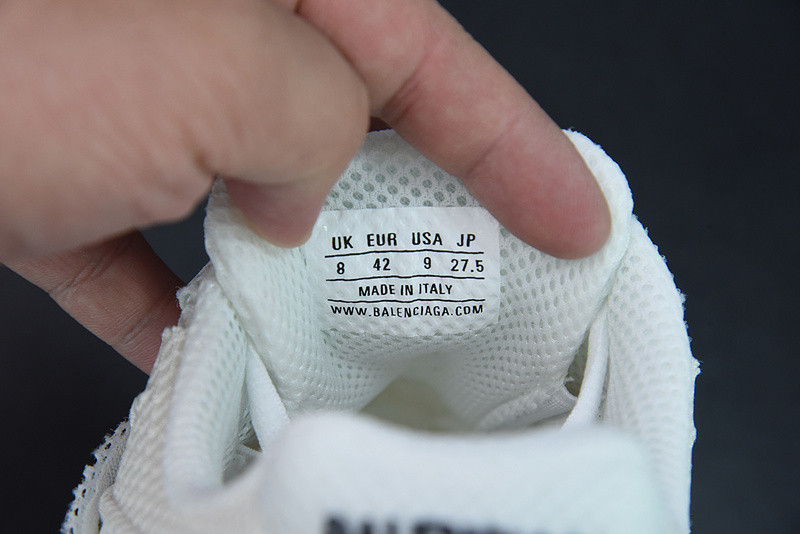 UK EUR USA JP
8 42 9 27.5
MADE IN ITALY
WWW.BALENCIAGA.COM